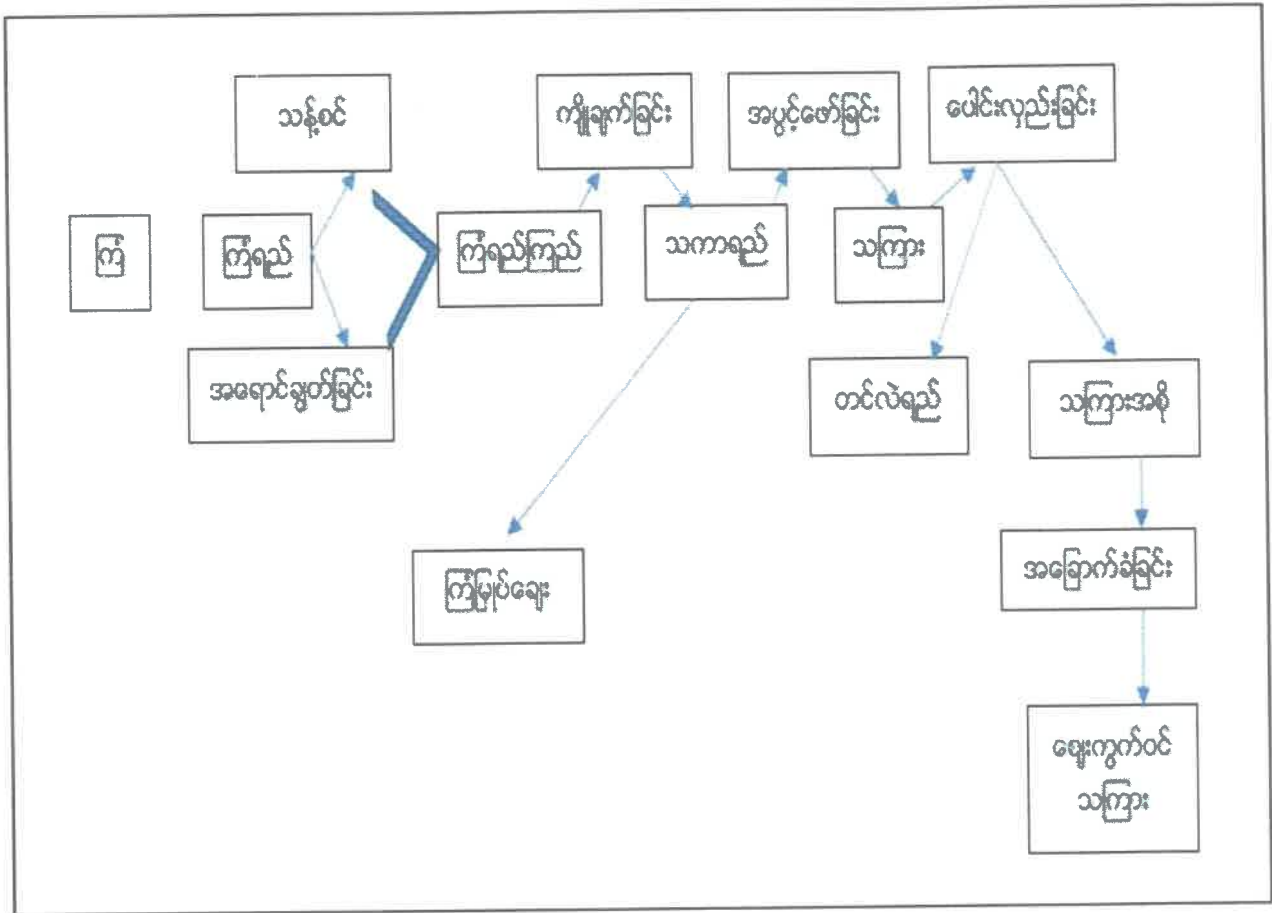 သန့်စင်
ကျိုချက်ခြင်း
အပွင့်ဖော်ခြင်း
ပေါင်းလှည်းခြင်း
ကြံ
ကြံရည်
ကြံရည်ကြည်
သကာရည်
သကြား
အရောင်ချွတ်ခြင်း
တင်လဲရည်
သကြားအစို
ကြံမြှုပ်ချေး
အခြောက်ခံခြင်း
ဈေးကွက်ဝင်
သကြား